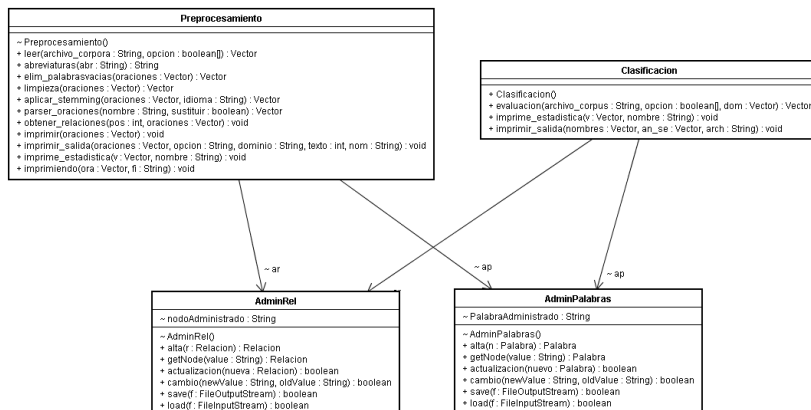 Preprocesamiento
~ Preprocesamiento()
+ leer(archivo_corpora : String, opcion : boolean[]) : Vector
+ abreviaturas(abr : String) : String
+ elim_palabrasvacias(oraciones : Vector) : Vector
+ limpieza(oraciones : Vector) : Vector
+ aplicar_stemming(oraciones : Vector, idioma : String) : Vector
+ parser_oraciones(nombre : String, sustituir : boolean) : Vector
+ obtener_relaciones(pos : int, oraciones : Vector) : void
+ imprimir(oraciones : Vector) : void
+ imprimir_salida(oraciones : Vector, opcion : String, dominio : String, texto : int, nom : String) : void
+ imprime_estadistica(v : Vector, nombre : String) : void
+ imprimiendo(ora : Vector, fi : String) : void
Clasificacion
+ Clasificacion()
+ evaluacion(archivo_corpus : String, opcion : boolean[], dom : Vector) : Vector
+ imprime_estadistica(v : Vector, nombre : String) : void
+ imprimir_salida(nombres : Vector, an_se : Vector, arch : String) : void
~ ar
~ ap
~ ap
AdminRel
~ nodoAdministrado : String
~ AdminRel()
+ alta(r : Relacion) : Relacion
+ getNode(value : String) : Relacion
+ actualizacion(nueva : Relacion) : boolean
+ cambio(newValue : String, oldValue : String) : boolean
+ save(f : FileOutputStream) : boolean
+ load(f : FileInputStream) : boolean
AdminPalabras
~ PalabraAdministrado : String
~ AdminPalabras()
+ alta(n : Palabra) : Palabra
+ getNode(value : String) : Palabra
+ actualizacion(nuevo : Palabra) : boolean
+ cambio(newValue : String, oldValue : String) : boolean
+ save(f : FileOutputStream) : boolean
+ load(f : FileInputStream) : boolean